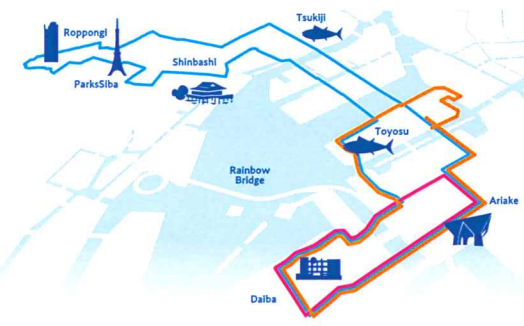 Tsukiji
Roppongi
Shinbashi
ParksSiba
Toyosu
Rainbow
Bridge
Ariake
Daiba